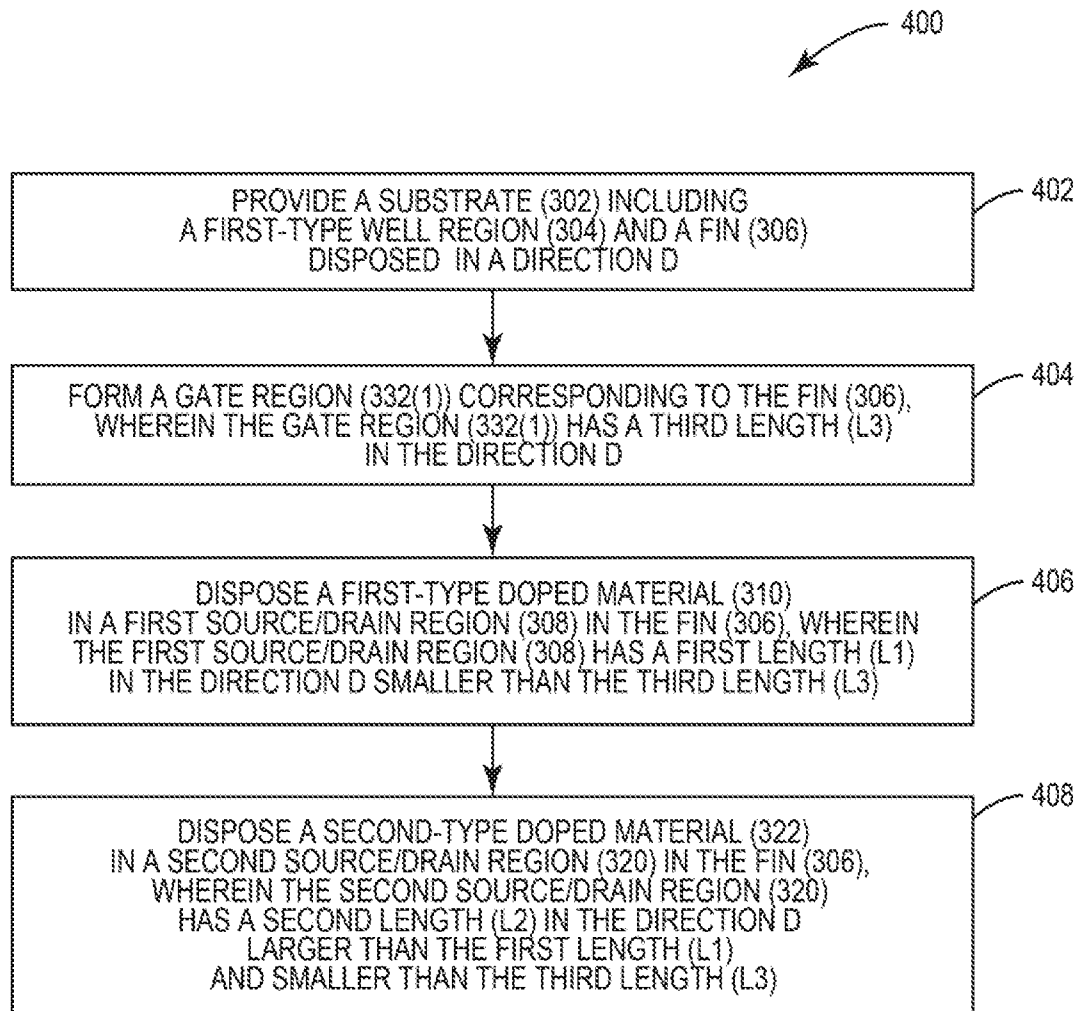 400
PROVIDE A SUBSTRATE (302) INCLUDING
A FIRST-TYPE WELL REGION (304) AND A FIN (306)
DISPOSED IN A DIRECTION D
402
FORM A GATE REGION (332(1)) CORRESPONDING TO THE FIN (306),
WHEREIN THE GATE REGION (332(1)) HAS A THIRD LENGTH (L3)
IN THE DIRECTION D
404
DISPOSE A FIRST-TYPE DOPED MATERIAL (310)
IN A FIRST SOURCE/DRAIN REGION (308) IN THE FIN (306), WHEREIN
THE FIRST SOURCE/DRAIN REGION (308) HAS A FIRST LENGTH (L1)
IN THE DIRECTION D SMALLER THAN THE THIRD LENGTH (L3)
406
DISPOSE A SECOND-TYPE DOPED MATERIAL (322)
IN A SECOND SOURCE/DRAIN REGION (320) IN THE FIN (306),
WHEREIN THE SECOND SOURCE/DRAIN REGION (320)
HAS A SECOND LENGTH (L2) IN THE DIRECTION D
LARGER THAN THE FIRST LENGTH (L1)
AND SMALLER THAN THE THIRD LENGTH (L3)
408